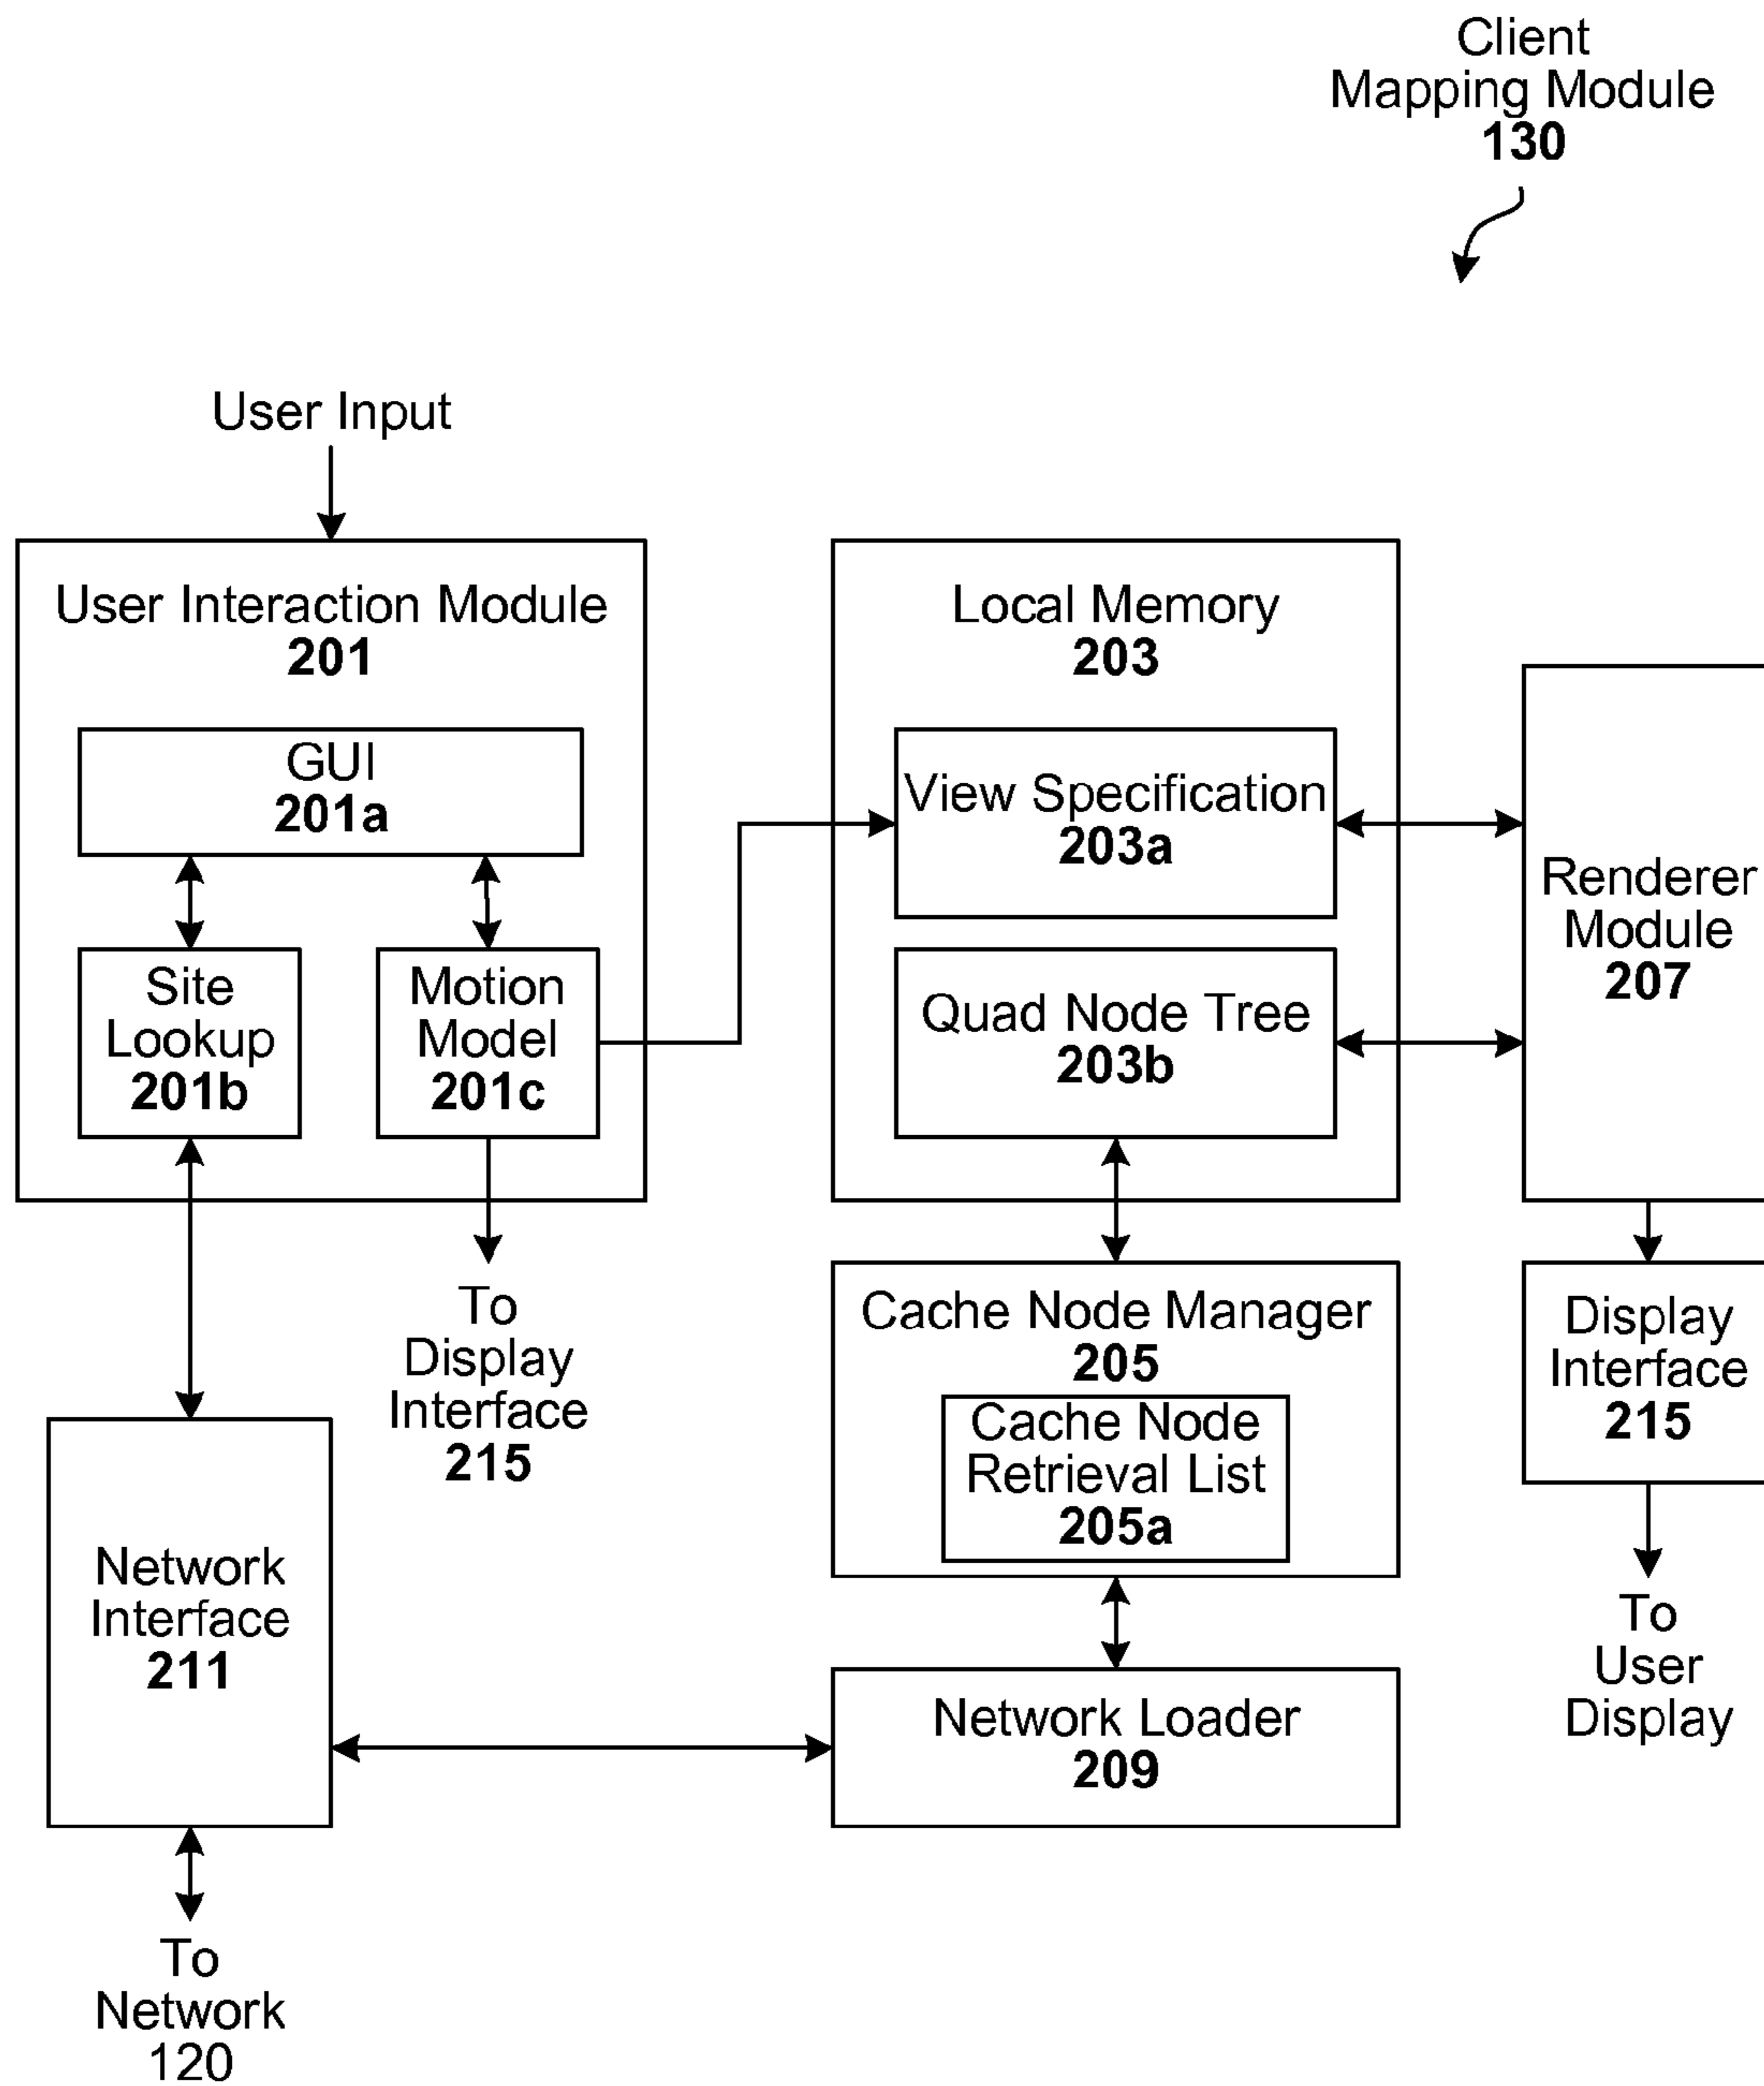 Client
Mapping Module
130
User Input
User Interaction Module
201
GUI
201a
Site
Lookup
201b
Motion
Model
201c
To
Display
Interface
215
Local Memory
203
View Specification
203a
Quad Node Tree
203b
Renderer
Module
207
Cache Node Manager
205
Cache Node
Retrieval List
205a
Display
Interface
215
To
User
Display
Network
Interface
211
Network Loader
209
To
Network
120